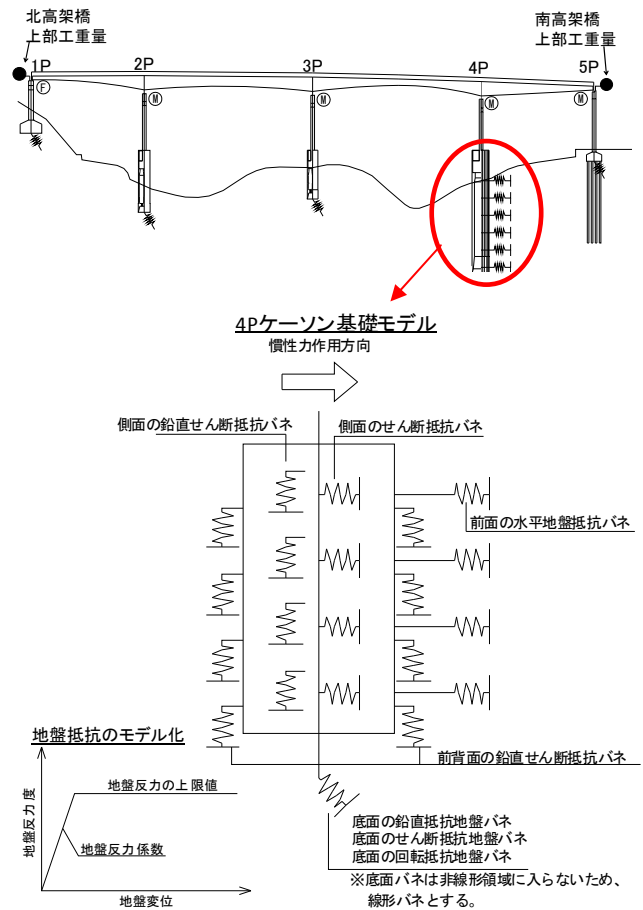 北高架橋
上部工重量
南高架橋
上部工重量
1P
2P
3P
4P
5P
F
M
M
M
M
4Pケーソン基礎モデル
慣性力作用方向
側面の鉛直せん断抵抗バネ
側面のせん断抵抗バネ
前面の水平地盤抵抗バネ
地盤抵抗のモデル化
前背面の鉛直せん断抵抗バネ
地盤反力の上限値
地盤反力度
地盤反力係数
地盤変位
底面の鉛直抵抗地盤バネ
底面のせん断抵抗地盤バネ
底面の回転抵抗地盤バネ
※底面バネは非線形領域に入らないため、
線形バネとする。